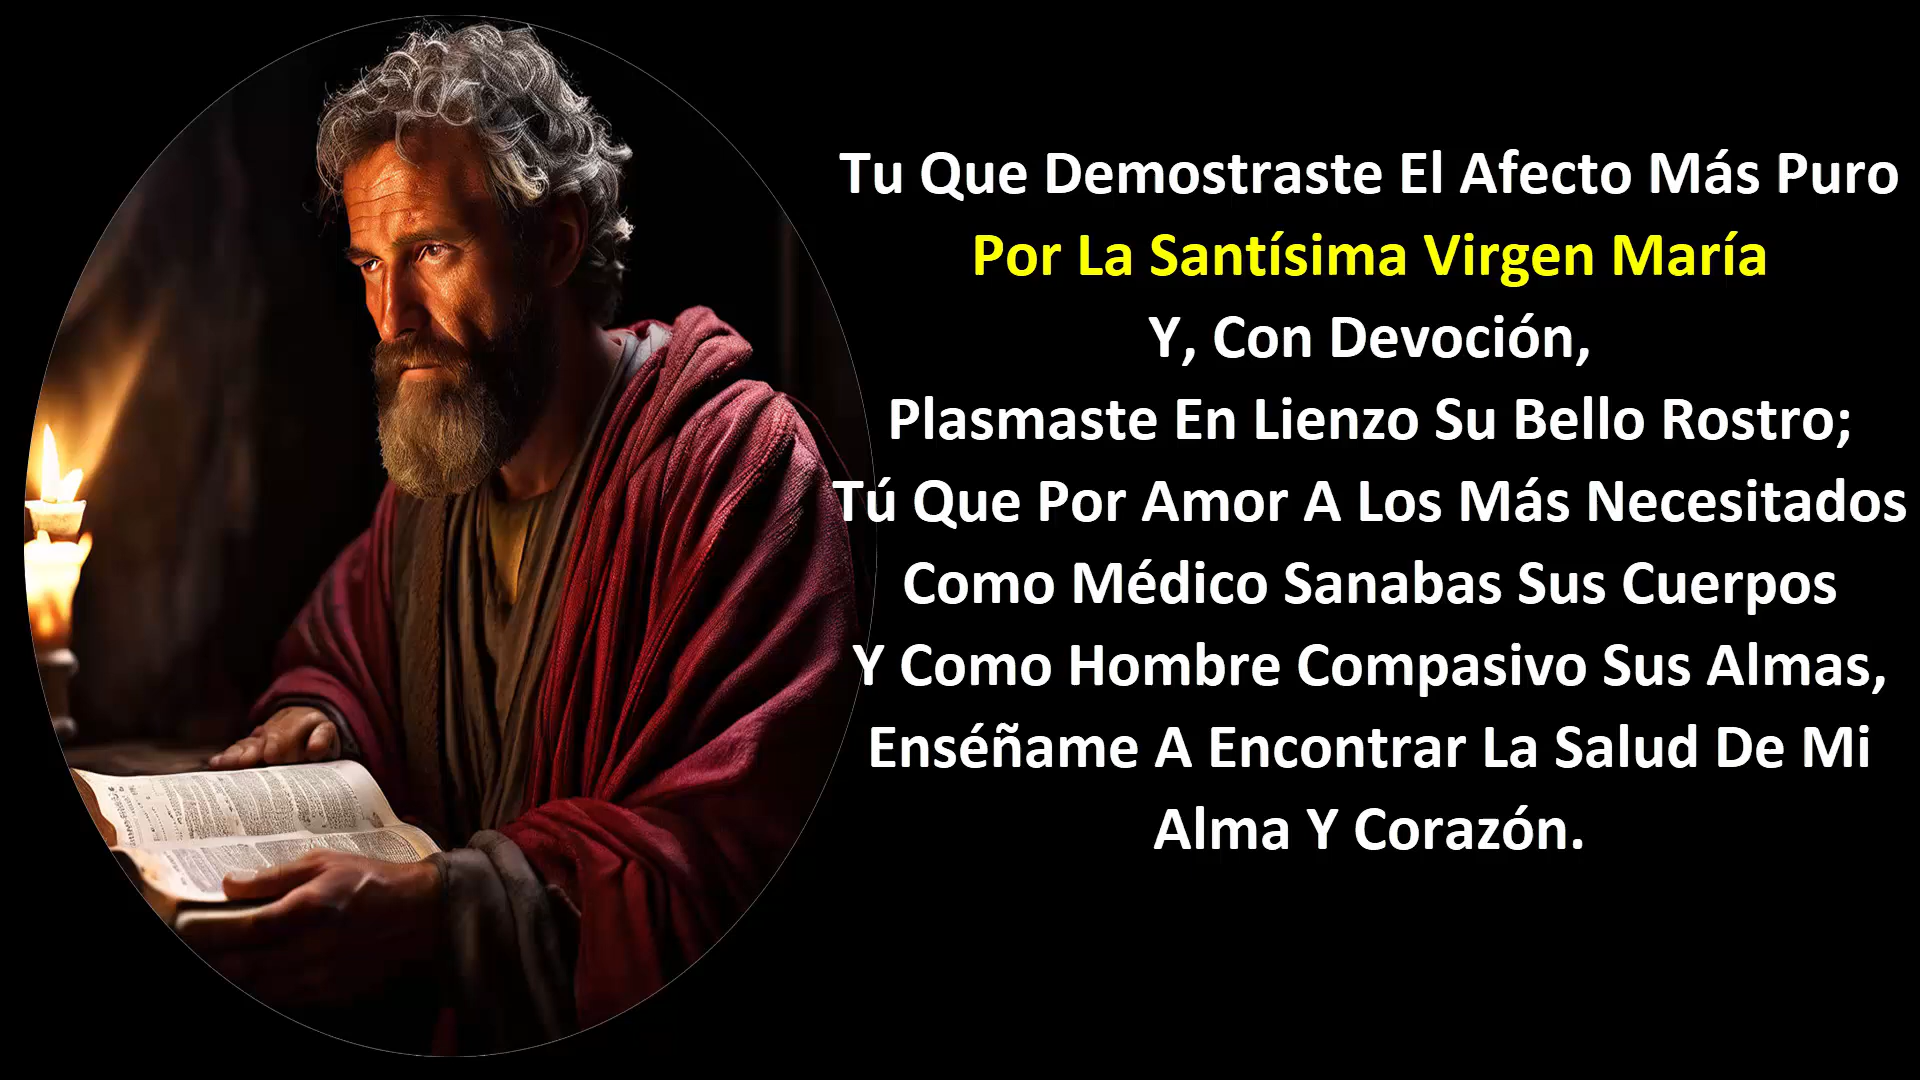 Tu Que Demostraste El Afecto Más Puro
Por La Santísima Virgen María
Y, Con Devoción,
Plasmaste En Lienzo Su Bello Rostro;
Tú Que Por Amor A Los Más Necesitados
Como Médico Sanabas Sus Cuerpos
Y Como Hombre Compasivo Sus Almas,
Enséñame A Encontrar La Salud De Mi
Alma Y Corazón.